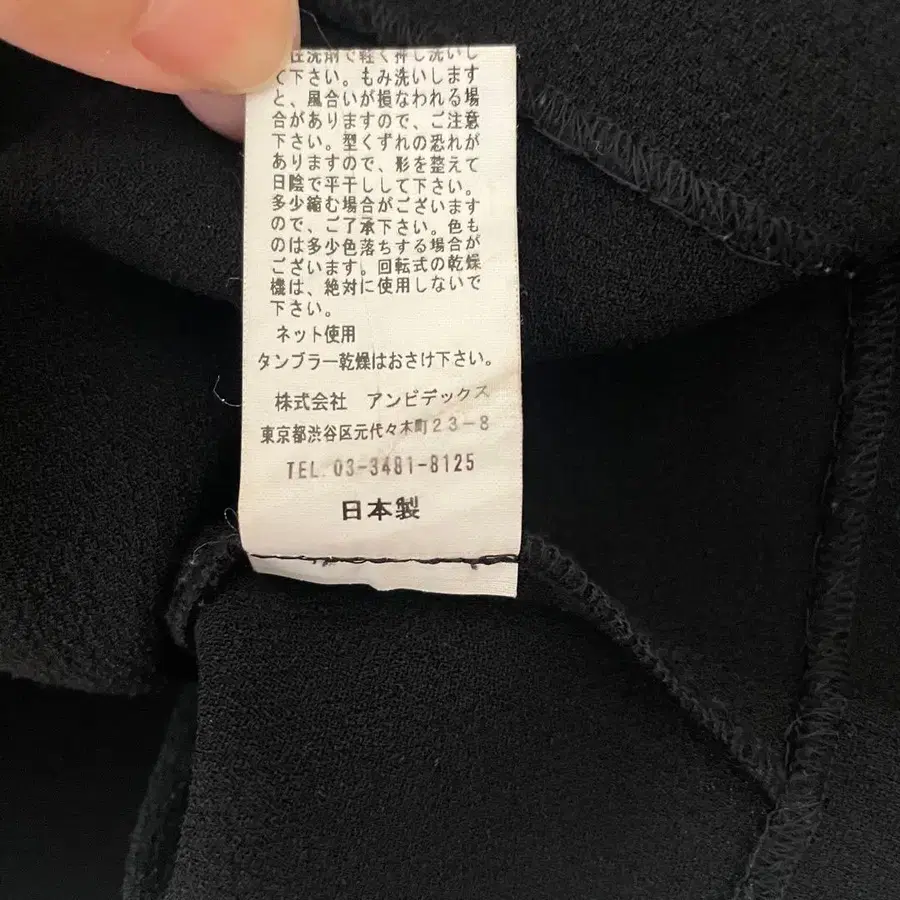 性洗剤で軽く押し洗いし
て下さい。もみ洗いします
と、風合いが損なわれる場
合がありますので、ご注意
下さい。型くずれの恐れが
ありますので、形を整えて
日陰で平干しして下さい。
多少縮む場合がございます
ので、ご了承下さい。色も
のは多少色落ちする場合が
ございます。回転式の乾燥
機は、絶対に使用しないで
下さい。
ネット使用
タンブラー乾燥はおさけ下さい。
株式会社 アンビデックス
東京都渋谷区元代々木町23-8
TEL.03-3481-8125
日本製